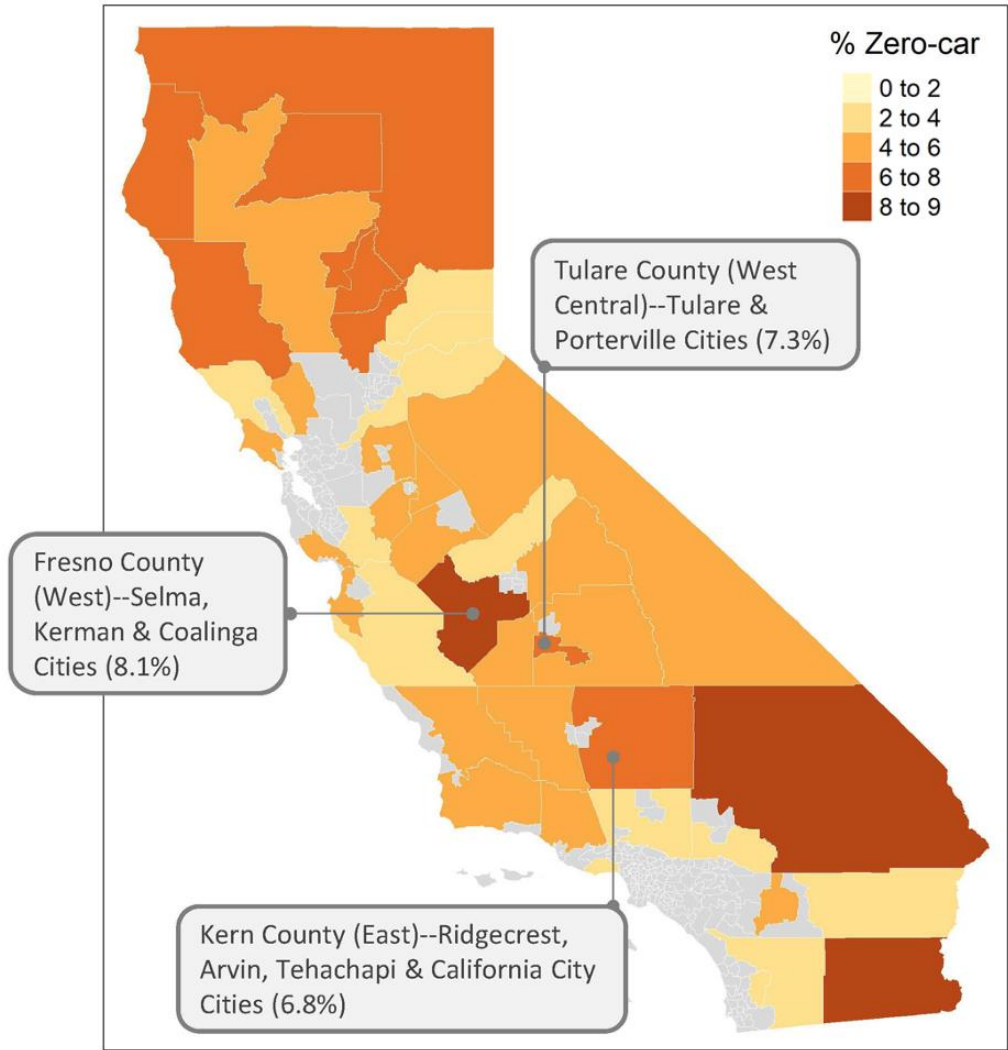 % Zero-car
0 to 2
2 to 4
4 to 6
6 to 8
8 to 9
Tulare County (West
Central)--Tulare &
Porterville Cities (7.3%)
Fresno County
(West)--Selma,
Kerman & Coalinga
Cities (8.1%)
Kern County (East)--Ridgecrest,
Arvin, Tehachapi & California City
Cities (6.8%)